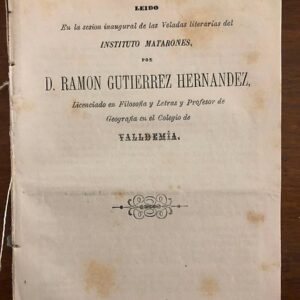 LEIDO
En la sesion inaugural de las Veladas literarias del
INSTITUTO MATARONES,
POR
D. RAMON GUTIERREZ HERNANDEZ,
Licenciado en Filosofía y Letras y Profesor de
Geografía en el Colegio de
VALLDEMÍA.